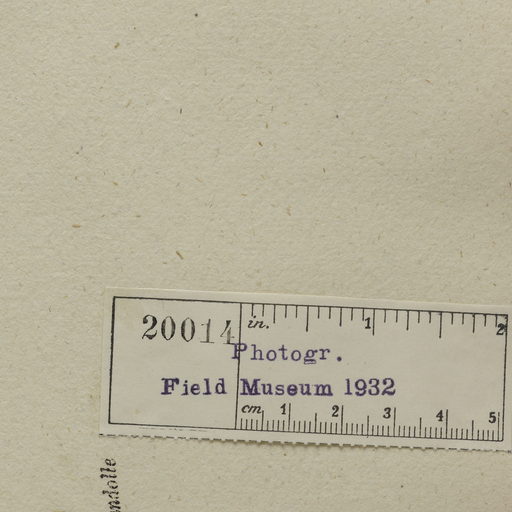 20014
in. 1 2
Photogr.
Field Museum 1932
cm 1 2 3 4 5